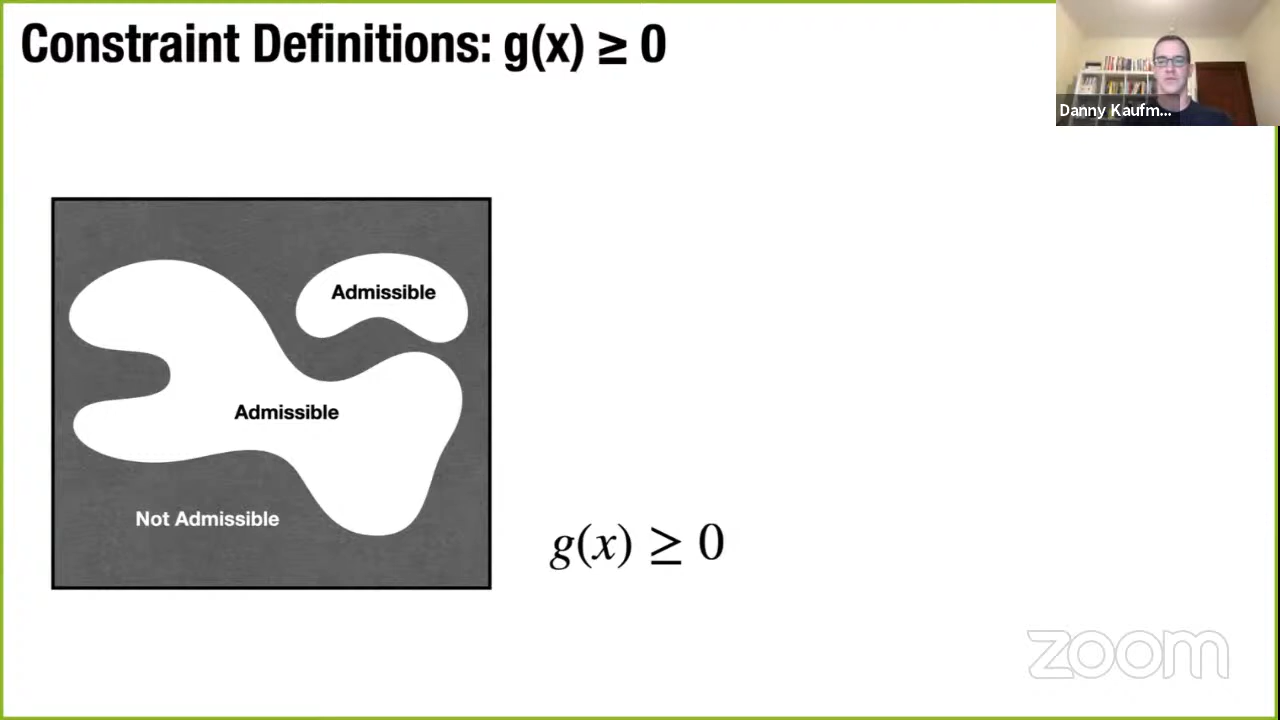 Constraint Definitions: g(x) ≥ 0
Danny Kaufm...
Admissible
Admissible
Not Admissible
g(x) ≥ 0
zoom